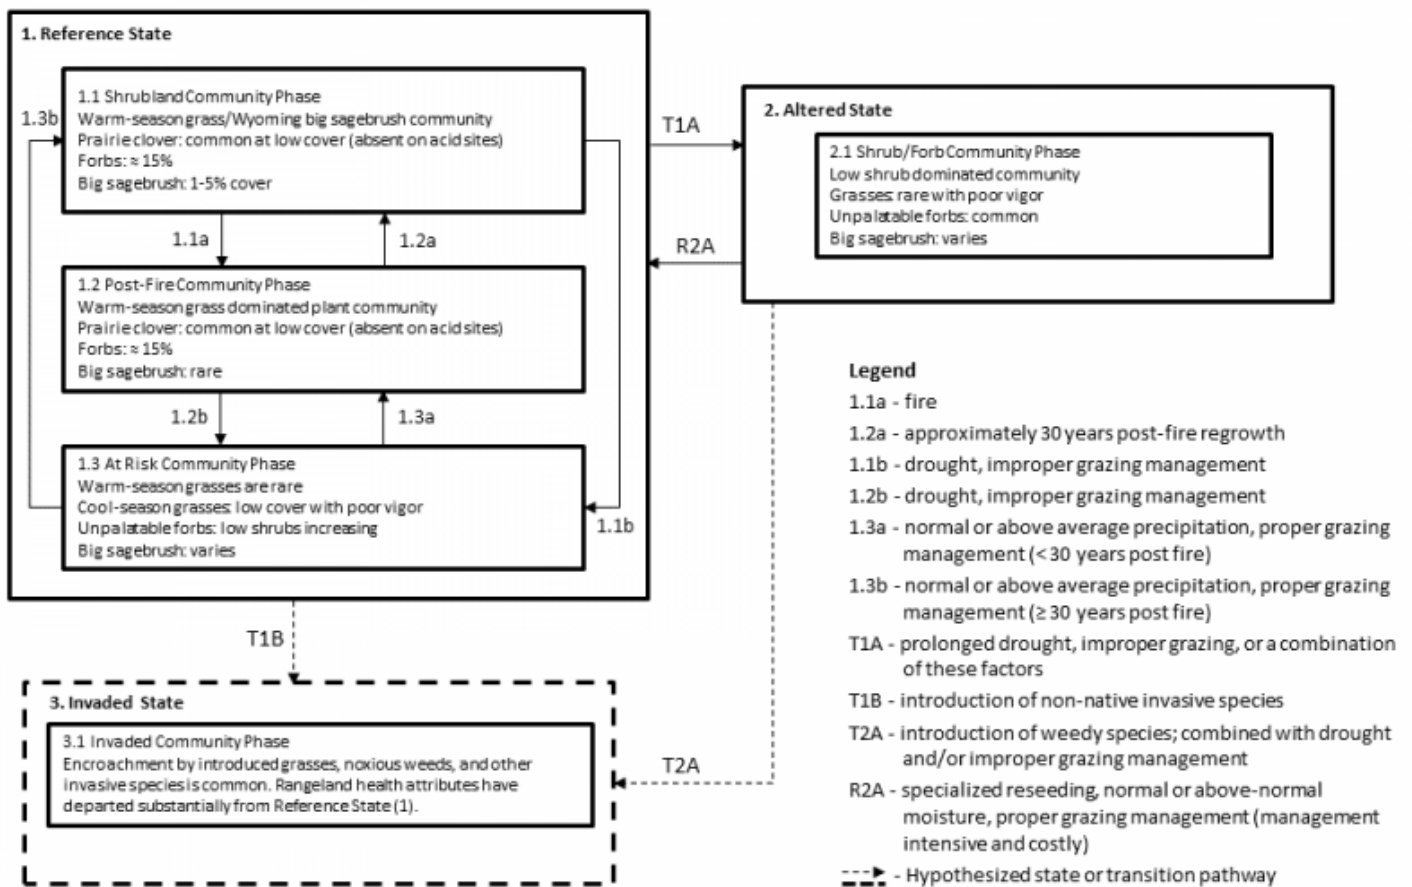 1. Reference State
1.1 Shrubland Community Phase
Warm-season grass/Wyoming big sagebrush community
Prairie clover: common at low cover (absent on acid sites)
Forbs: ≈ 15%
Big sagebrush: 1-5% cover
1.3b
1.1a
1.2a
1.2 Post-Fire Community Phase
Warm-season grass dominated plant community
Prairie clover: common at low cover (absent on acid sites)
Forbs: ≈ 15%
Big sagebrush: rare
1.2b
1.3a
1.3 At Risk Community Phase
Warm-season grasses are rare
Cool-season grasses: low cover with poor vigor
Unpalatable forbs: low shrubs increasing
Big sagebrush: varies
1.1b
T1A
R2A
2. Altered State
2.1 Shrub/Forb Community Phase
Low shrub dominated community
Grasses: rare with poor vigor
Unpalatable forbs: common
Big sagebrush: varies
T1B
T2A
3. Invaded State
3.1 Invaded Community Phase
Encroachment by introduced grasses, noxious weeds, and other
invasive species is common. Rangeland health attributes have
departed substantially from Reference State (1).
Legend
1.1a - fire
1.2a - approximately 30 years post-fire regrowth
1.1b - drought, improper grazing management
1.2b - drought, improper grazing management
1.3a - normal or above average precipitation, proper grazing
management (< 30 years post fire)
1.3b - normal or above average precipitation, proper grazing
management (≥ 30 years post fire)
T1A - prolonged drought, improper grazing, or a combination
of these factors
T1B - introduction of non-native invasive species
T2A - introduction of weedy species; combined with drought
and/or improper grazing management
R2A - specialized reseeding, normal or above-normal
moisture, proper grazing management (management
intensive and costly)
- Hypothesized state or transition pathway